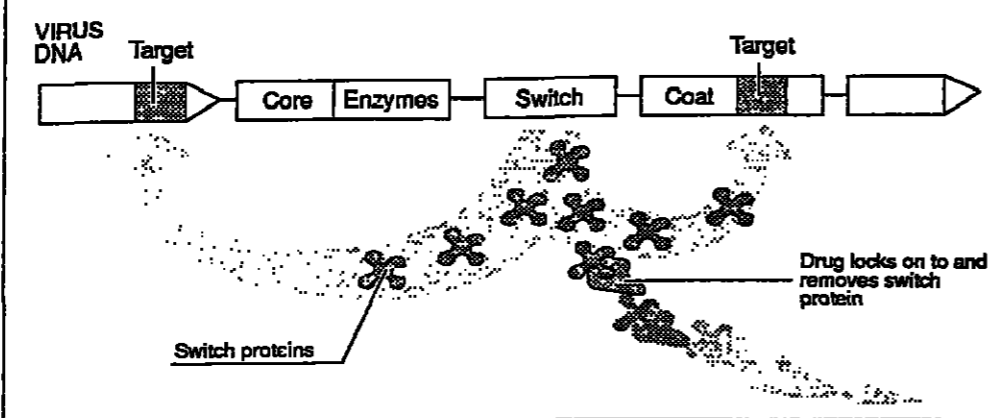 VIRUS
DNA
Target
Target
Core
Enzymes
Switch
Coat
Drug locks on to and
removes switch
protein
Switch proteins